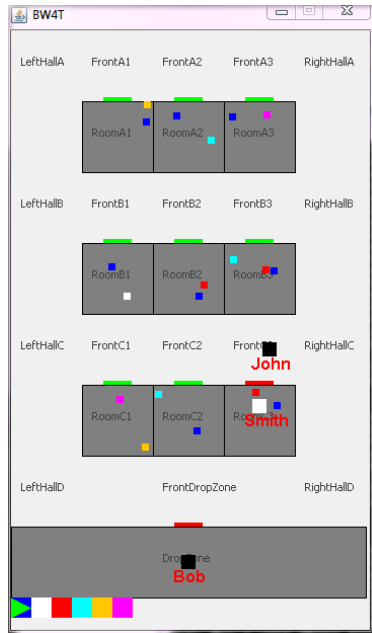 BW4T
LeftHallA FrontA1 FrontA2 FrontA3 RightHallA
RoomA1 RoomA2 RoomA3
LeftHallB FrontB1 FrontB2 FrontB3 RightHallB
RoomB1 RoomB2 RoomB3
LeftHallC FrontC1 FrontC2 RightHallC
John
RoomC1 RoomC2
Smith
LeftHallD FrontDropZone RightHallD
Bob